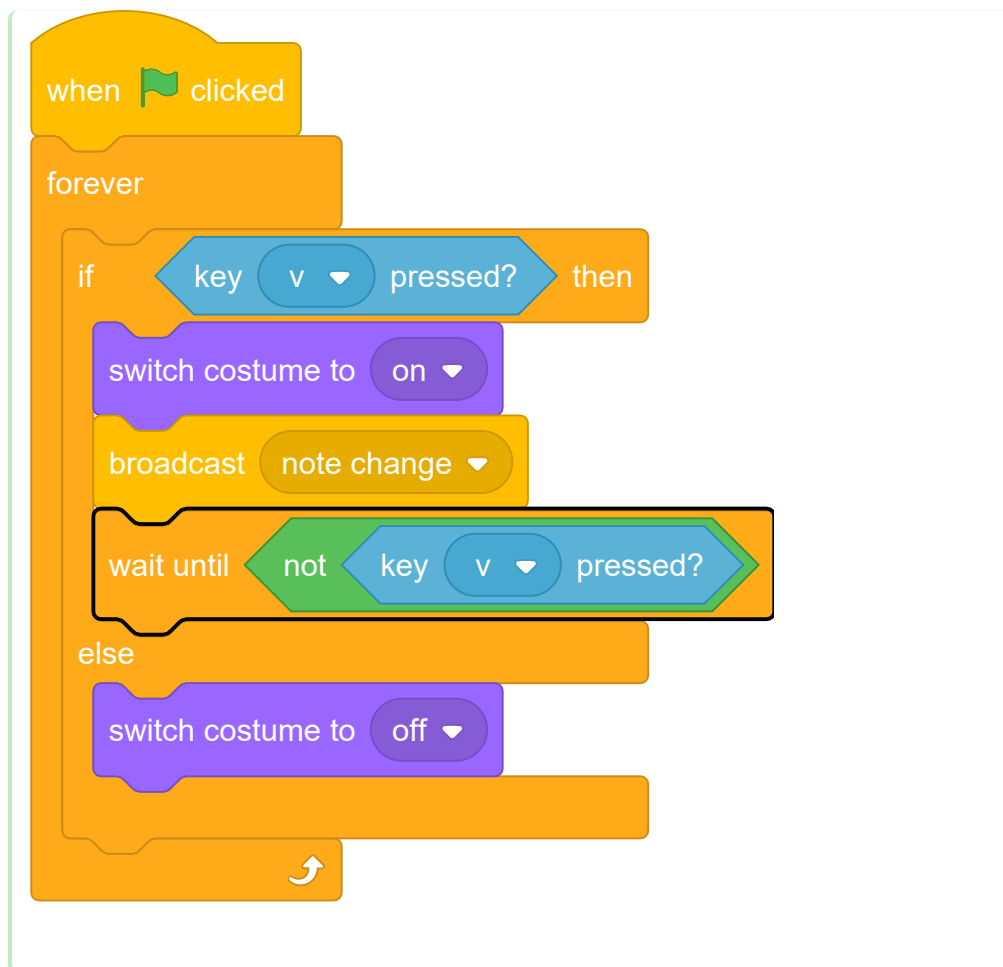 when clicked
forever
if key v pressed? then
switch costume to on
broadcast note change
wait until not key v pressed?
else
switch costume to off